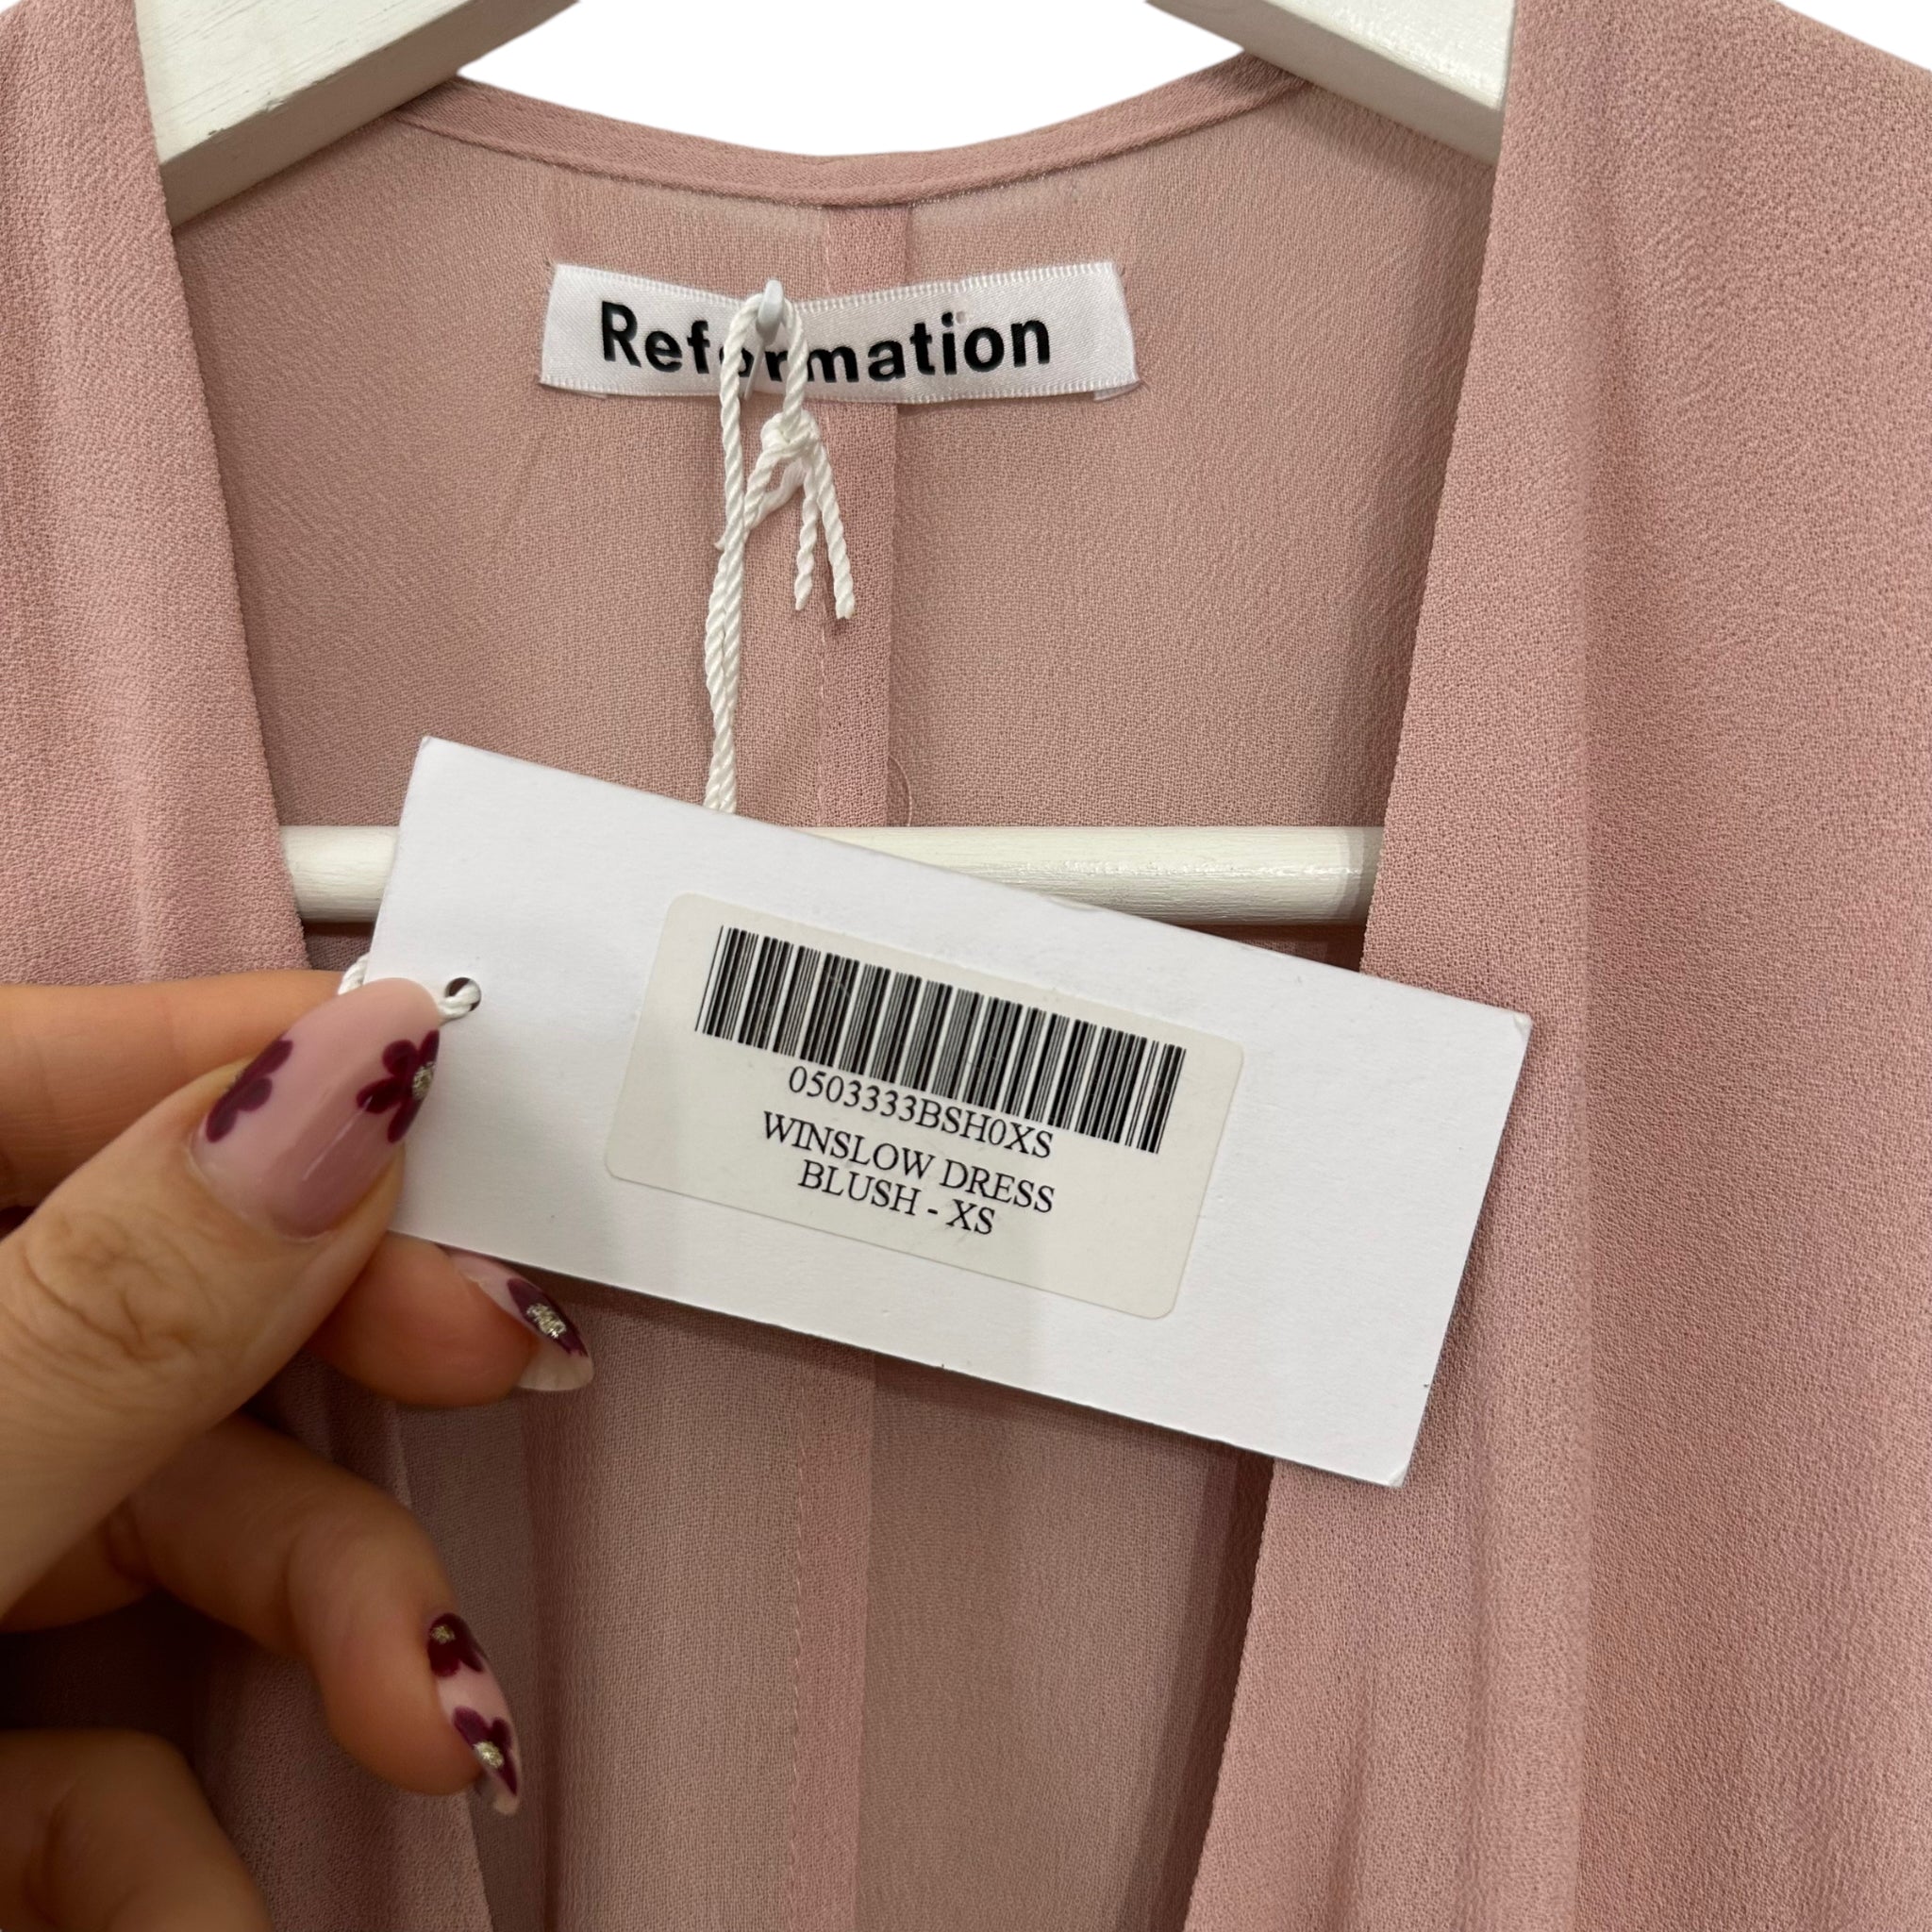 Reformation
0503333BSH0XS
WINSLOW DRESS
BLUSH - XS